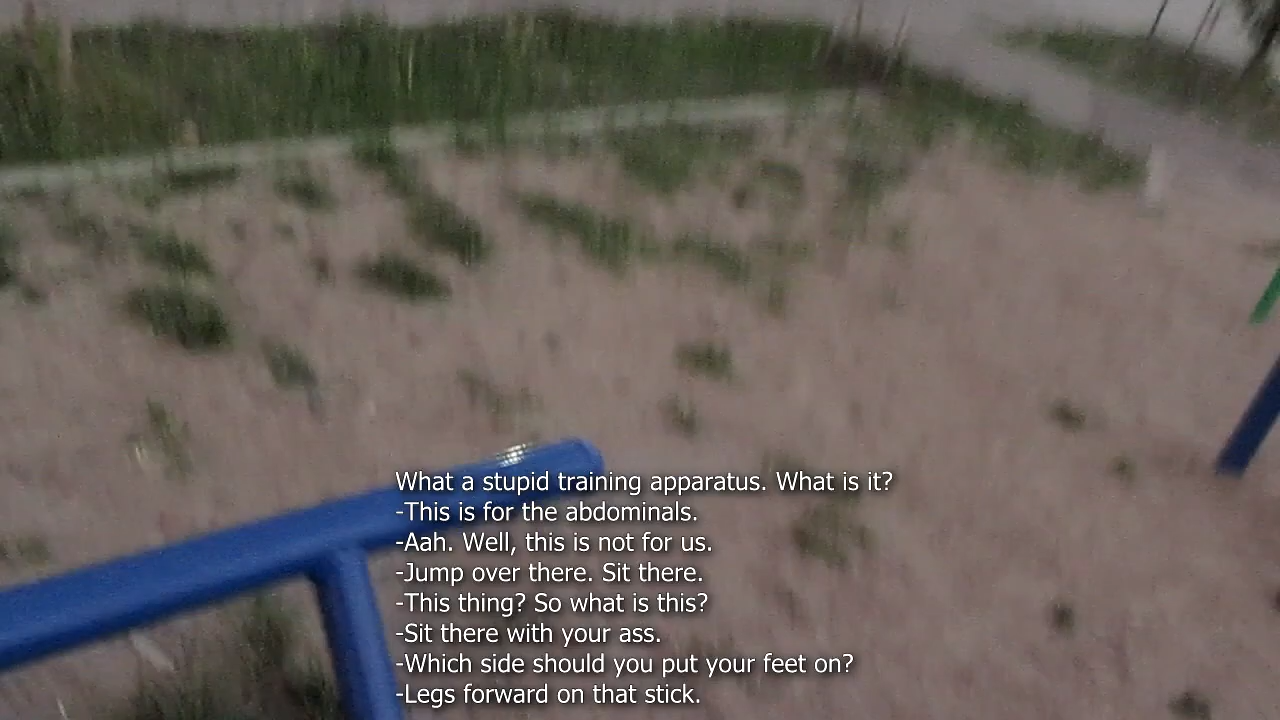 What a stupid training apparatus. What is it?
-This is for the abdominals.
-Aah. Well, this is not for us.
-Jump over there. Sit there.
-This thing? So what is this?
-Sit there with your ass.
-Which side should you put your feet on?
-Legs forward on that stick.